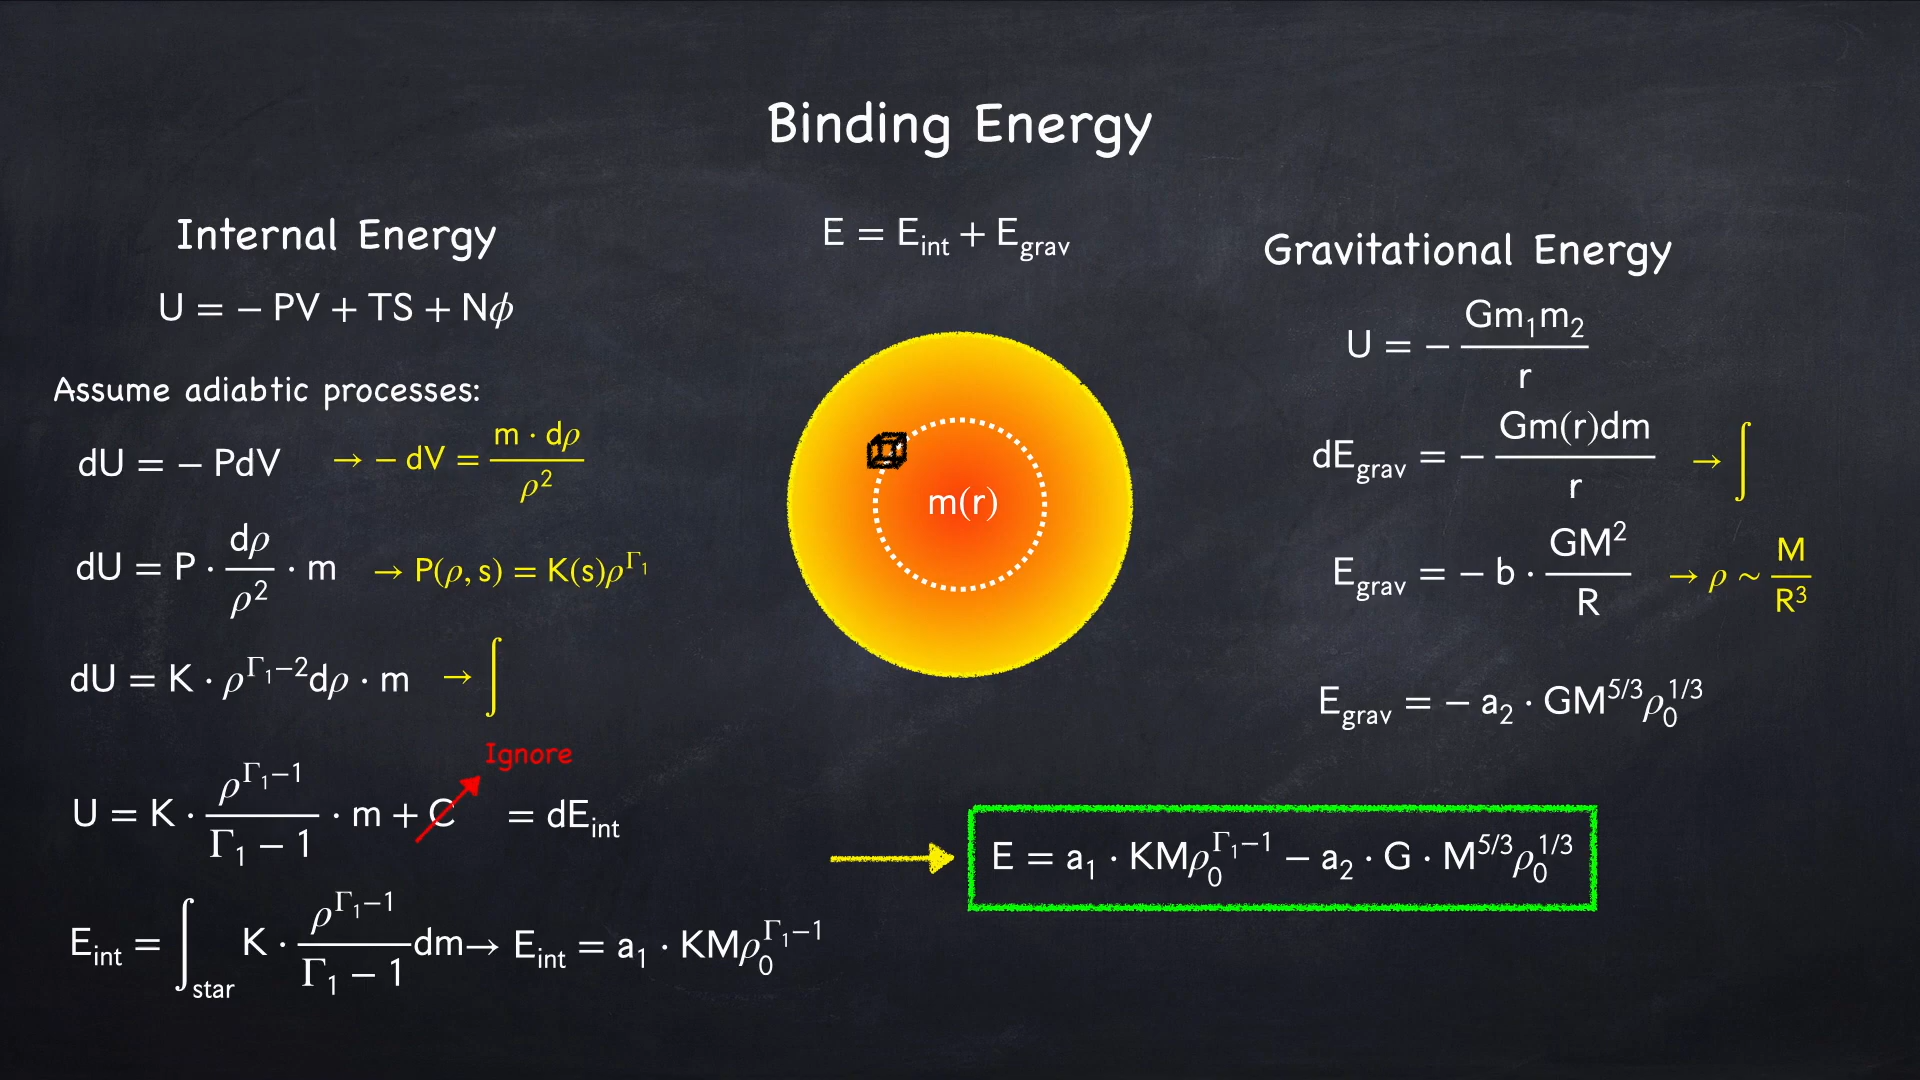 Binding Energy
Internal Energy
U = − PV + TS + Nϕ
Assume adiabtic processes:
dU = − PdV → − dV = m · dρ / ρ²
dU = P · dρ / ρ² · m → P(ρ, s) = K(s)ρ^Γ₁
dU = K · ρ^(Γ₁−2)dρ · m → ∫
Ignore
U = K · ρ^(Γ₁−1) / (Γ₁ − 1) · m + C = dE_int
E_int = ∫_star K · ρ^(Γ₁−1) / (Γ₁ − 1) dm → E_int = a₁ · KMρ₀^(Γ₁−1)
E = E_int + E_grav
m(r)
Gravitational Energy
U = − Gm₁m₂ / r
dE_grav = − Gm(r)dm / r → ∫
E_grav = − b · GM² / R → ρ ~ M / R³
E_grav = − a₂ · GM^5/3 ρ₀^1/3
→ E = a₁ · KMρ₀^(Γ₁−1) − a₂ · G · M^5/3 ρ₀^1/3